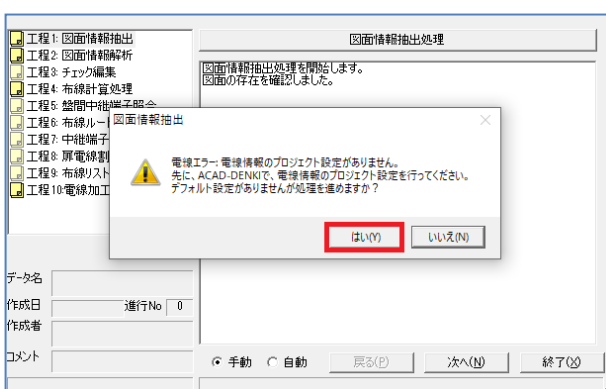 工程1: 図面情報抽出
工程2: 図面情報解析
工程3: チェック編集
工程4: 布線計算処理
工程5: 盤間中継端子照合
工程6: 布線ルー
工程7: 中継端子
工程8: 扉電線割
工程9: 布線リスト
工程10:電線加工
図面情報抽出処理
図面情報抽出処理を開始します。
図面の存在を確認しました。
図面情報抽出
電線エラー: 電線情報のプロジェクト設定がありません。
先に、ACAD-DENKIで、電線情報のプロジェクト設定を行ってください。
デフォルト設定がありませんが処理を進めますか？
はい(Y)
いいえ(N)
データ名
作成日
進行No 0
作成者
コメント
手動 自動
戻る(P)
次へ(N)
終了(X)